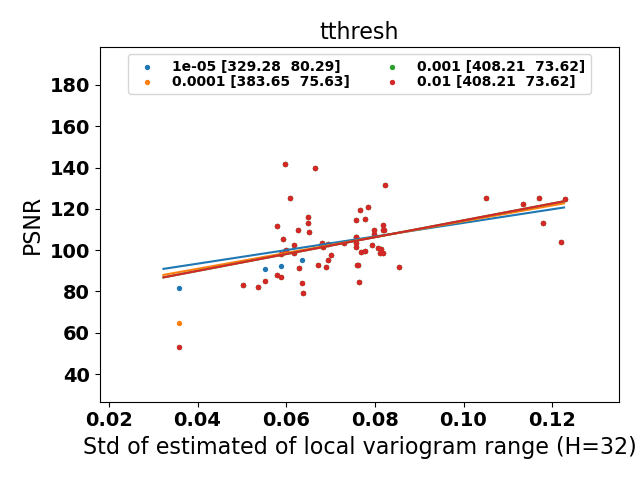 tthresh
1e-05 [329.28  80.29]
0.0001 [383.65  75.63]
0.001 [408.21  73.62]
0.01 [408.21  73.62]
PSNR
180
160
140
120
100
80
60
40
0.02 0.04 0.06 0.08 0.10 0.12
Std of estimated of local variogram range (H=32)